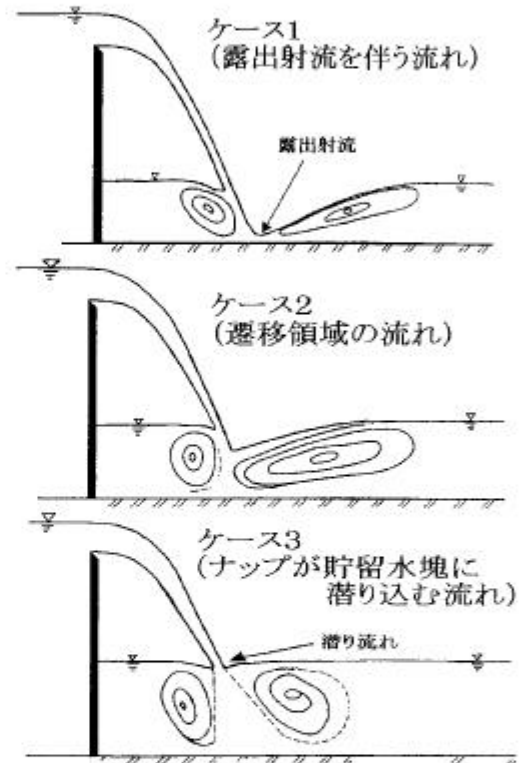 ケース1
(露出射流を伴う流れ)
露出射流
ケース2
(遷移領域の流れ)
ケース3
(ナップが貯留水塊に
潜り込む流れ)
潜り流れ